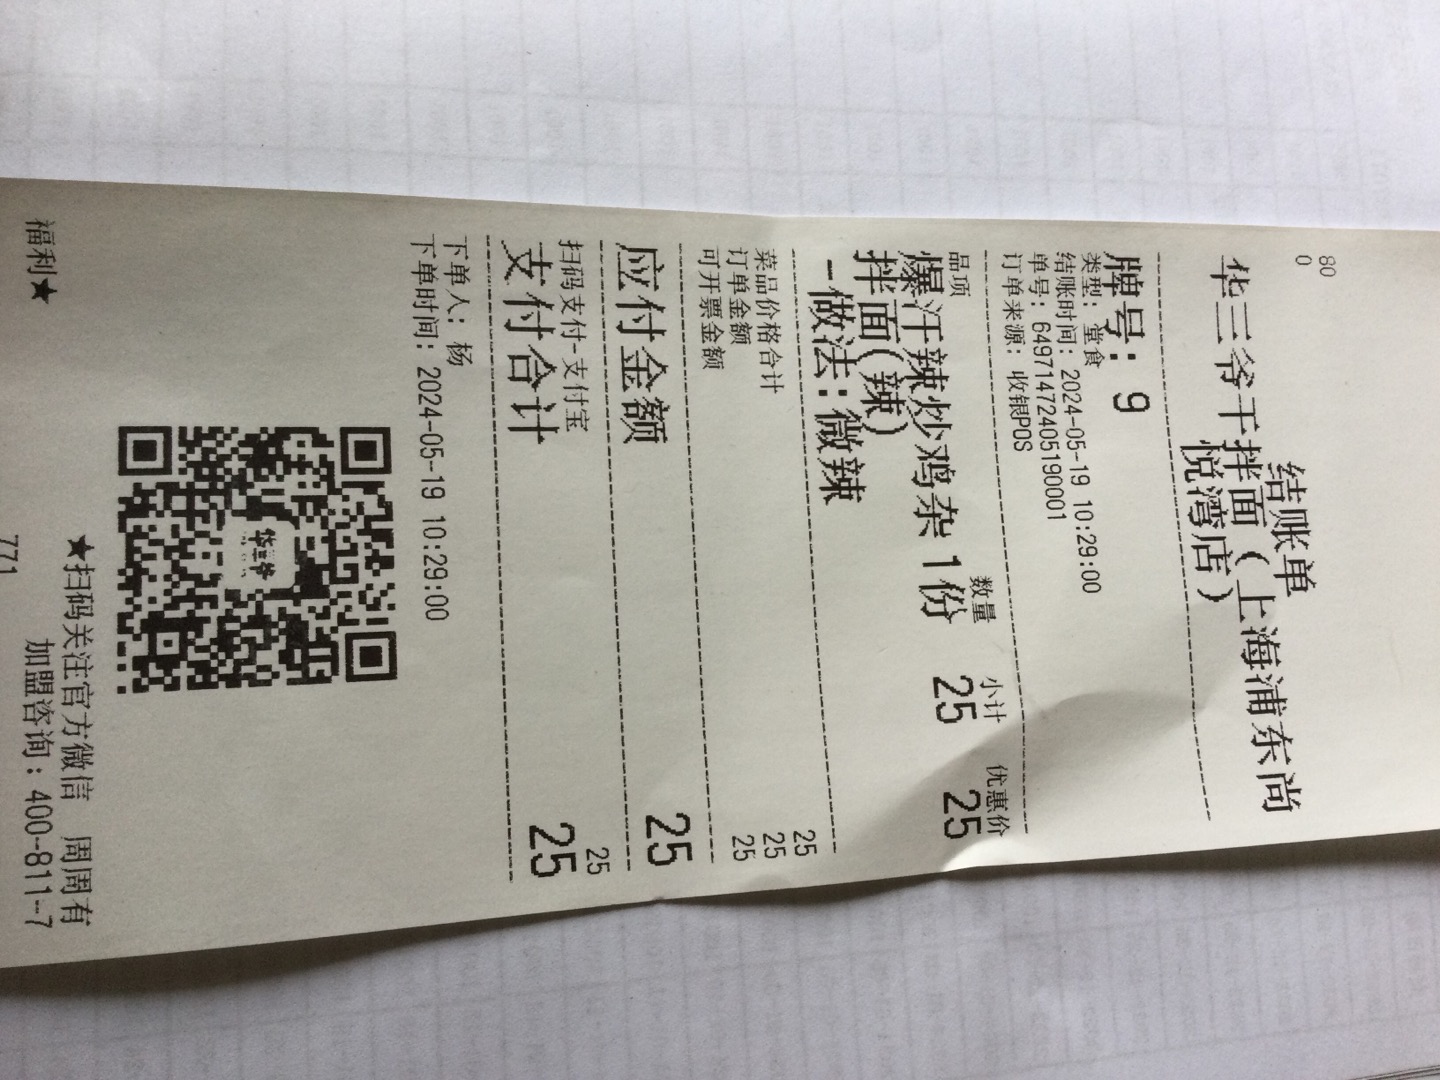 80
0
结账单
华三爷干拌面（上海浦东尚
悦湾店）
牌号：9
类型：堂食
结账时间：2024-05-19 10:29:00
单号：649714724051900​01
订单来源：收银POS
品项 数量 小计 优惠价
爆汗辣炒鸡杂 1份 25 25
拌面(辣)
-做法：微辣
菜品价格合计 25
订单金额 25
可开票金额 25
应付金额 25
扫码支付-支付宝 25
支付合计 25
下单人：杨
下单时间：2024-05-19 10:29:00
华三爷
★扫码关注官方微信 周周有
福利★
加盟咨询：400-811-7
771